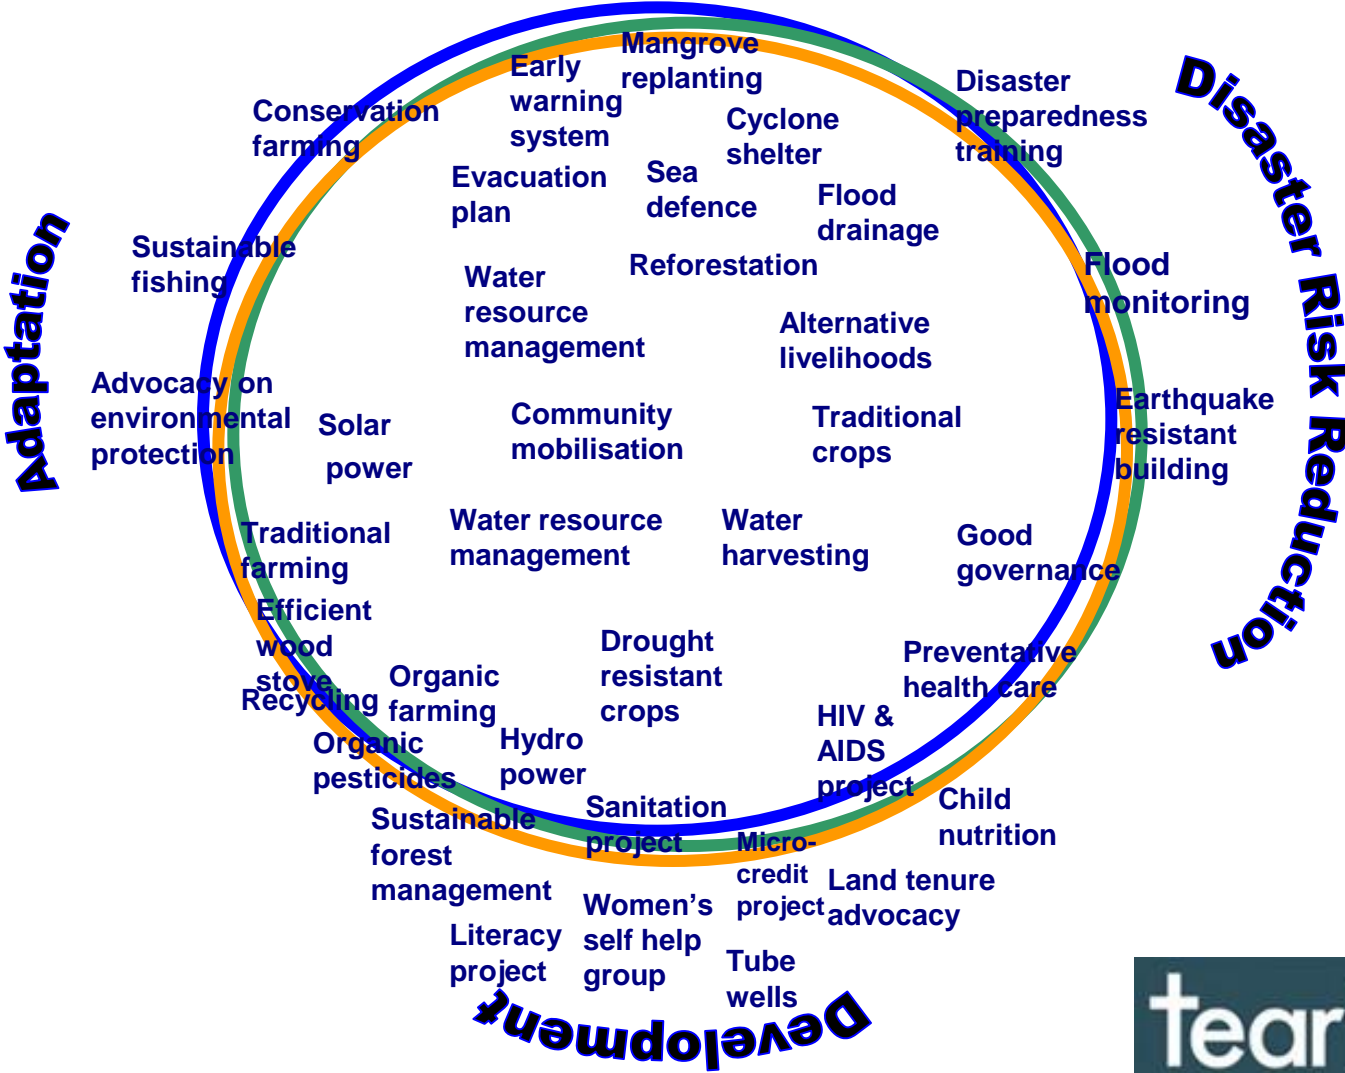 Mangrove
replanting
Early
warning
system
Disaster
preparedness
training
Conservation
farming
Cyclone
shelter
Evacuation
plan
Sea
defence
Flood
drainage
Disaster Risk Reduction
Adaptation
Sustainable
fishing
Water
resource
management
Reforestation
Flood
monitoring
Alternative
livelihoods
Advocacy on
environmental
protection
Solar
power
Community
mobilisation
Traditional
crops
Earthquake
resistant
building
Traditional
farming
Water resource
management
Water
harvesting
Good
governance
Efficient
wood
stove
Recycling
Organic
farming
Drought
resistant
crops
Preventative
health care
HIV &
AIDS
project
Organic
pesticides
Hydro
power
Sustainable
forest
management
Sanitation
project
Micro-
credit
project
Child
nutrition
Land tenure
advocacy
Literacy
project
Women’s
self help
group
Tube
wells
Development
tear